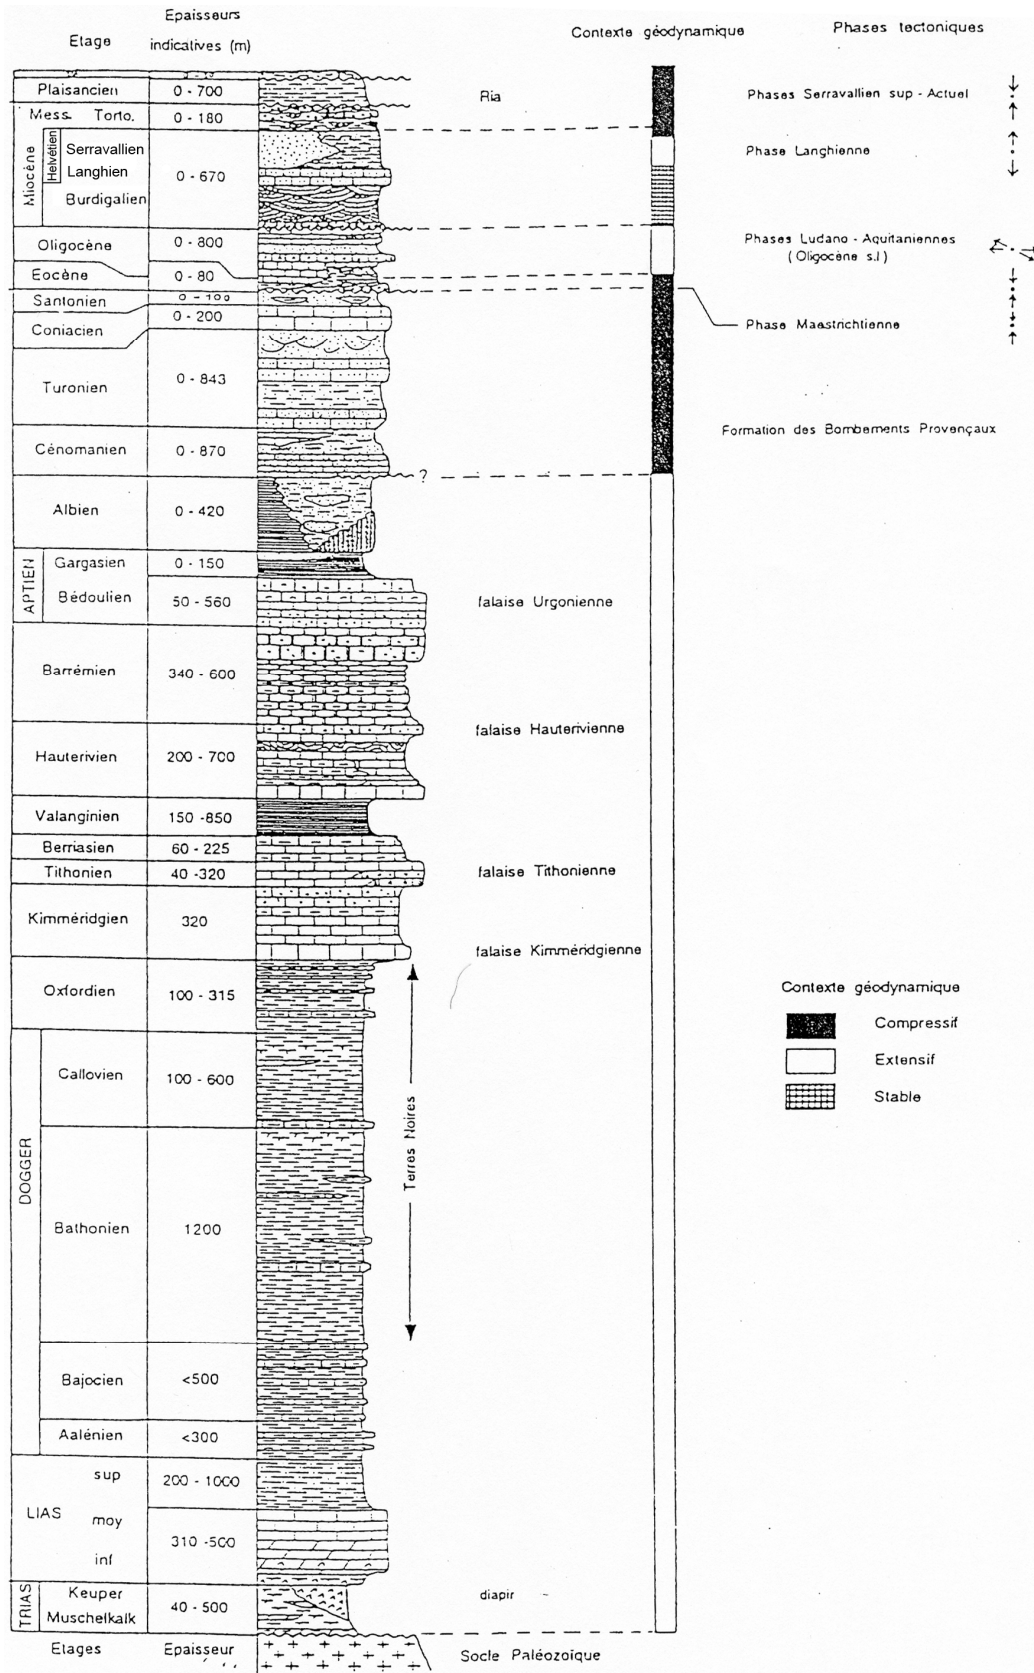 Epaisseurs
Etage indicatives (m) Contexte géodynamique Phases tectoniques
Plaisancien 0 - 700 Ria Phases Serravallien sup - Actuel
Mess. Torto. 0 - 180
Miocène
Helvétien
Serravallien Phase Langhienne
Langhien 0 - 670
Burdigalien
Oligocène 0 - 800 Phases Ludano - Aquitaniennes
(Oligocène s.l)
Eocène 0 - 80
Santonien 0 - 100
0 - 200
Coniacien Phase Maestrichtienne
Turonien 0 - 843
Formation des Bombements Provençaux
Cénomanien 0 - 870
?
Albien 0 - 420
APTIEN
Gargasien 0 - 150
Bédoulien 50 - 560 falaise Urgonienne
Barrémien 340 - 600
falaise Hauterivienne
Hauterivien 200 - 700
Valanginien 150 - 850
Berriasien 60 - 225
Tithonien 40 - 320 falaise Tithonienne
Kimméridgien 320
falaise Kimméridgienne
Oxfordien 100 - 315
Contexte géodynamique
Compressif
Extensif
Stable
Terres Noires
DOGGER
Callovien 100 - 600
Bathonien 1200
Bajocien <500
Aalénien <300
LIAS
sup 200 - 1000
moy
310 - 500
inf
TRIAS
Keuper diapir
40 - 500
Muschelkalk
Etages Epaisseur Socle Paléozoïque